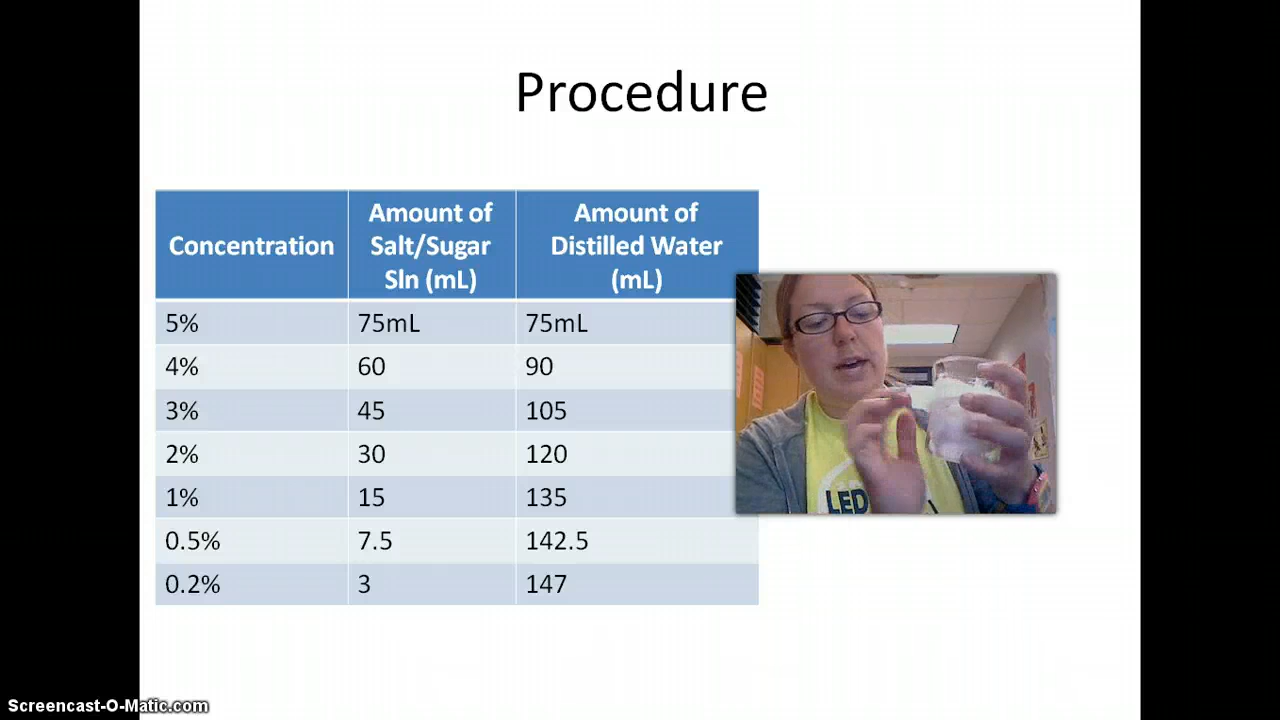 Procedure
Concentration
Amount of
Salt/Sugar
Sln (mL)
Amount of
Distilled Water
(mL)
5% 75mL 75mL
4% 60 90
3% 45 105
2% 30 120
1% 15 135
0.5% 7.5 142.5
0.2% 3 147
LED
Screencast-O-Matic.com